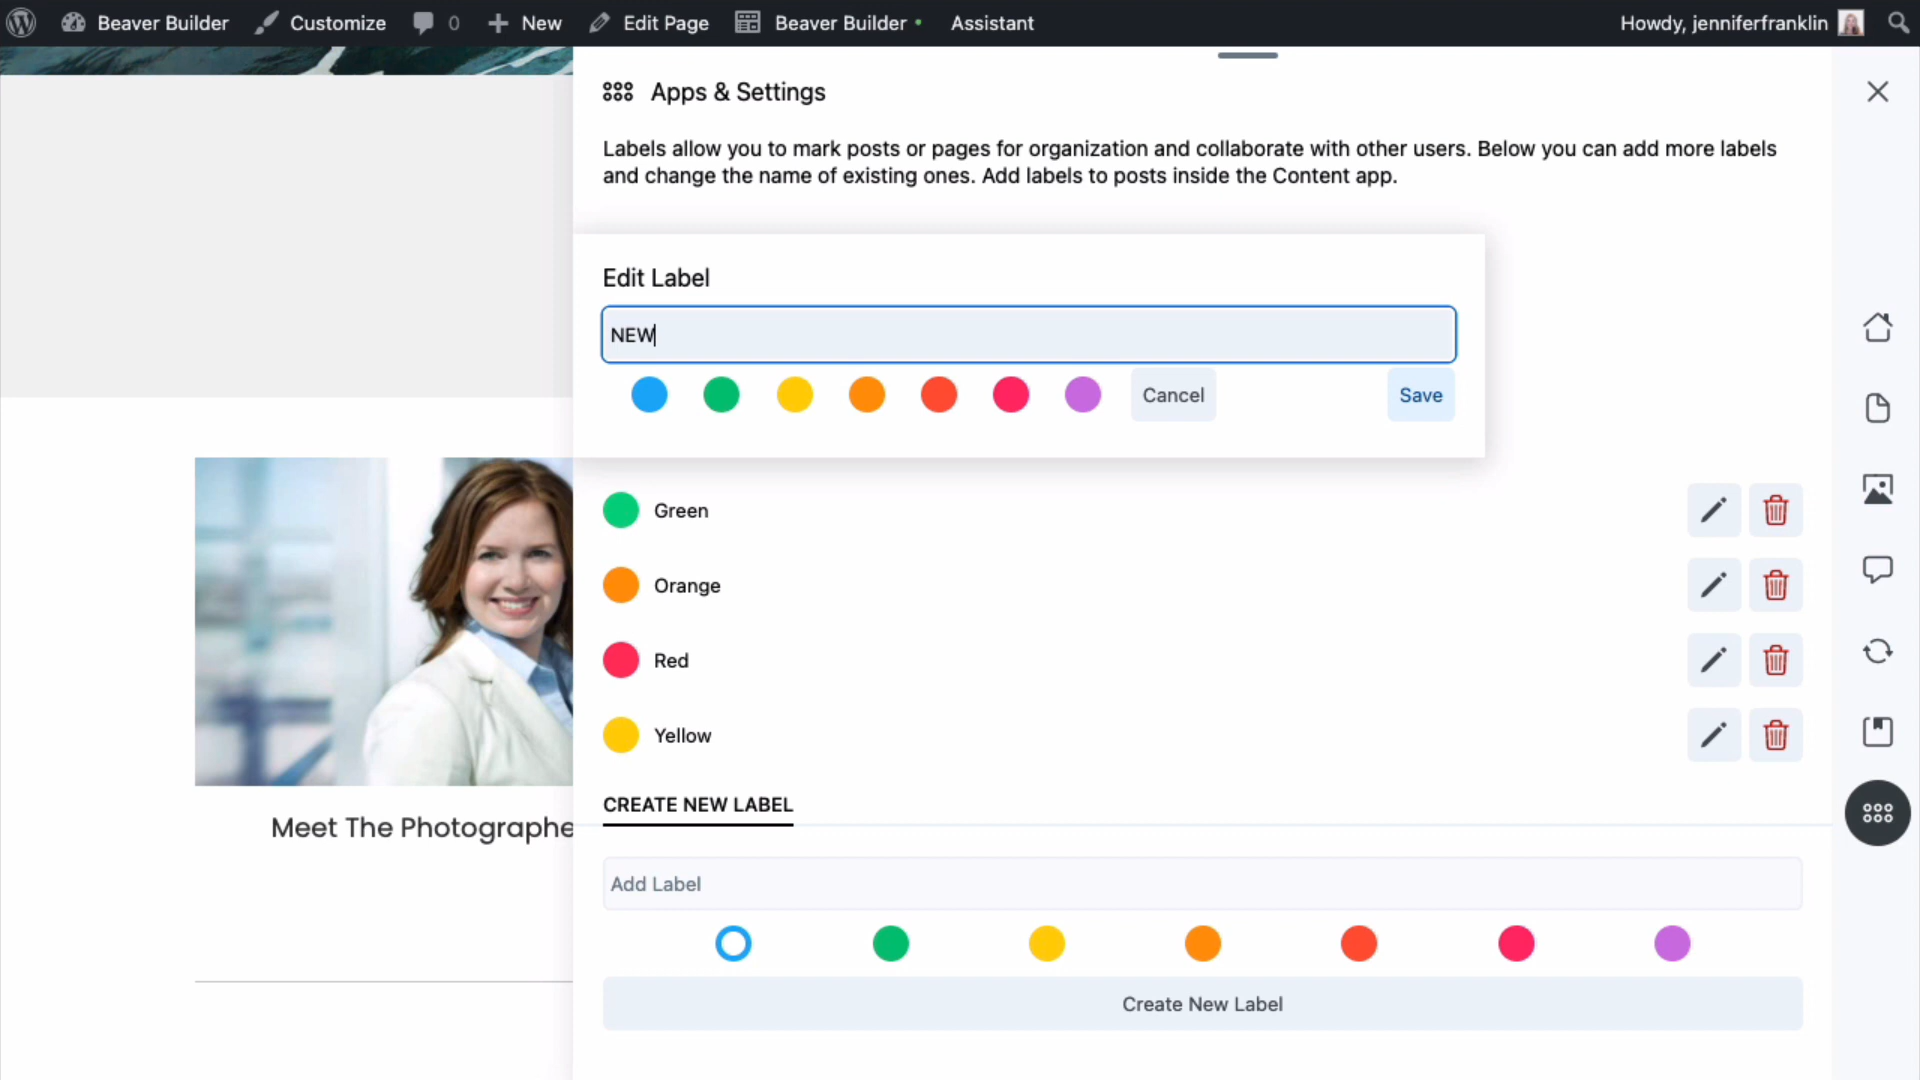 Beaver Builder
Customize
0
New
Edit Page
Beaver Builder
Assistant
Howdy, jenniferfranklin
Apps & Settings
Labels allow you to mark posts or pages for organization and collaborate with other users. Below you can add more labels
and change the name of existing ones. Add labels to posts inside the Content app.
Edit Label
NEW
Cancel
Save
Green
Orange
Red
Yellow
Meet The Photographe
CREATE NEW LABEL
Add Label
Create New Label